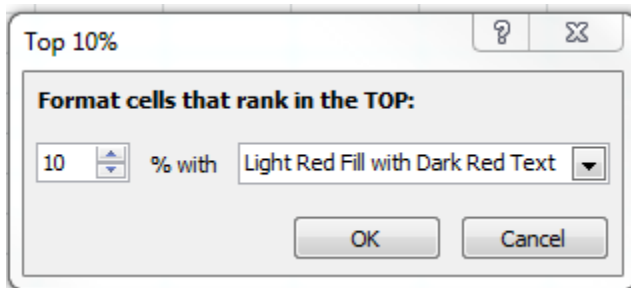 Top 10%
Format cells that rank in the TOP:
10 % with Light Red Fill with Dark Red Text
OK Cancel